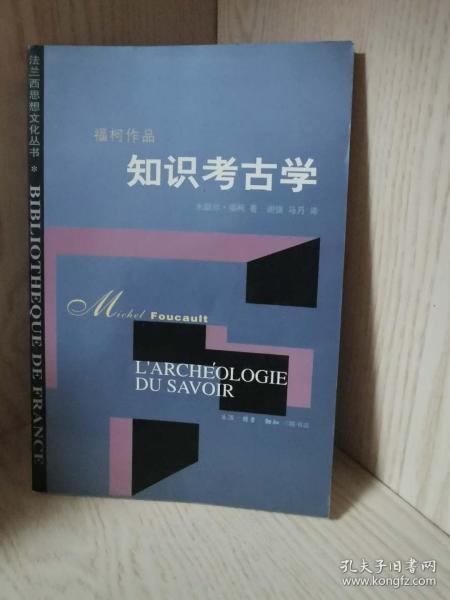 法兰西思想文化丛书 * BIBLIOTHEQUE DE FRANCE
福柯作品
知识考古学
米歇尔·福柯 著 谢强 马月 译
Michel Foucault
L'ARCHÉOLOGIE
DU SAVOIR
生活·读书·新知 三联书店
孔夫子旧书网
www.kongfz.com